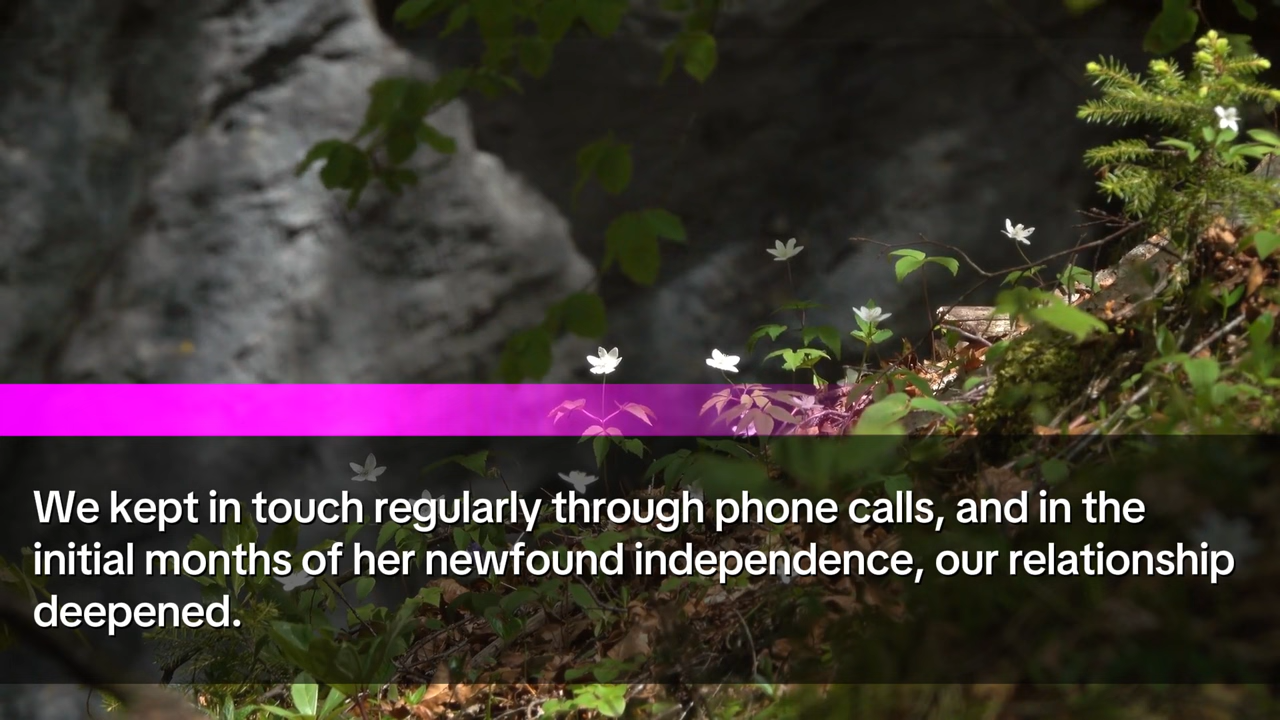 We kept in touch regularly through phone calls, and in the
initial months of her newfound independence, our relationship
deepened.